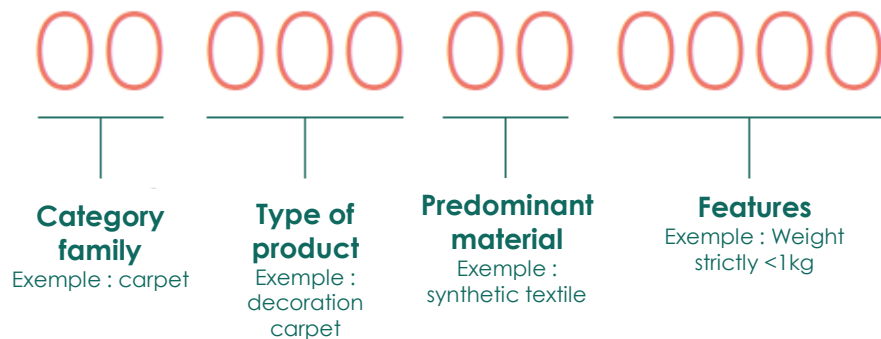 00 000 00 0000
Category
family
Exemple : carpet
Type of
product
Exemple :
decoration
carpet
Predominant
material
Exemple :
synthetic textile
Features
Exemple : Weight
strictly <1kg